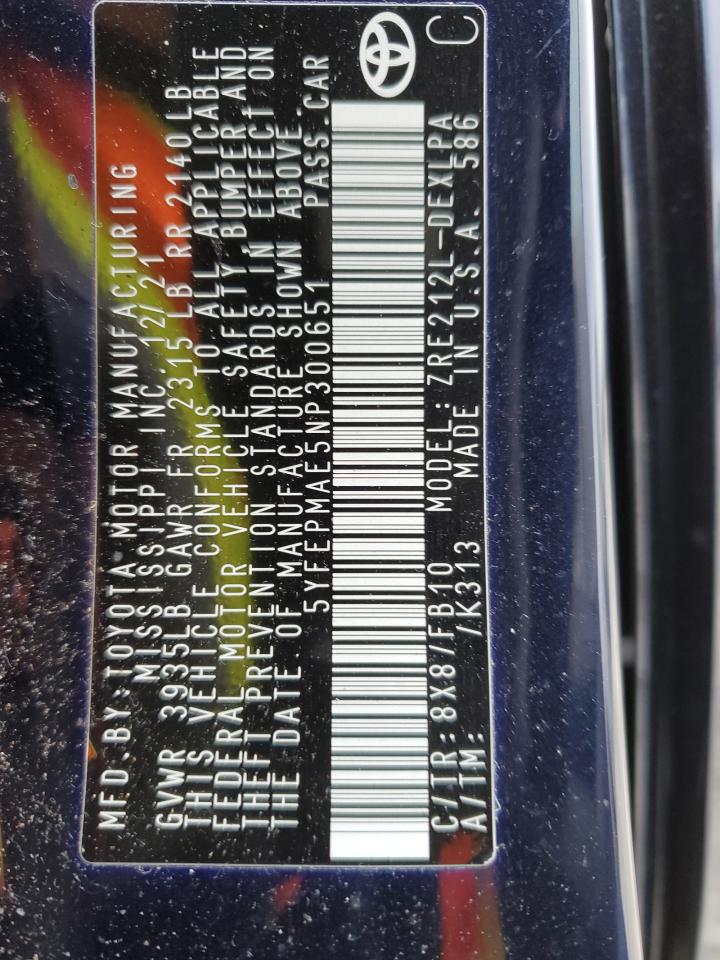 MFD.BY:TOYOTA MOTOR MANUFACTURING
MISSISSIPPI INC. 12/21
GVWR 3935LB GAWR FR 2315LB RR 2140LB
THIS VEHICLE CONFORMS TO ALL APPLICABLE
FEDERAL MOTOR VEHICLE SAFETY, BUMPER AND
THEFT PREVENTION STANDARDS IN EFFECT ON
THE DATE OF MANUFACTURE SHOWN ABOVE.
5YFEPMAE5NP300651 PASS.CAR
C/TR:8X8/FB10 MODEL:ZRE212L-DEXLPA
A/TM: /K313 MADE IN U.S.A. 586
C